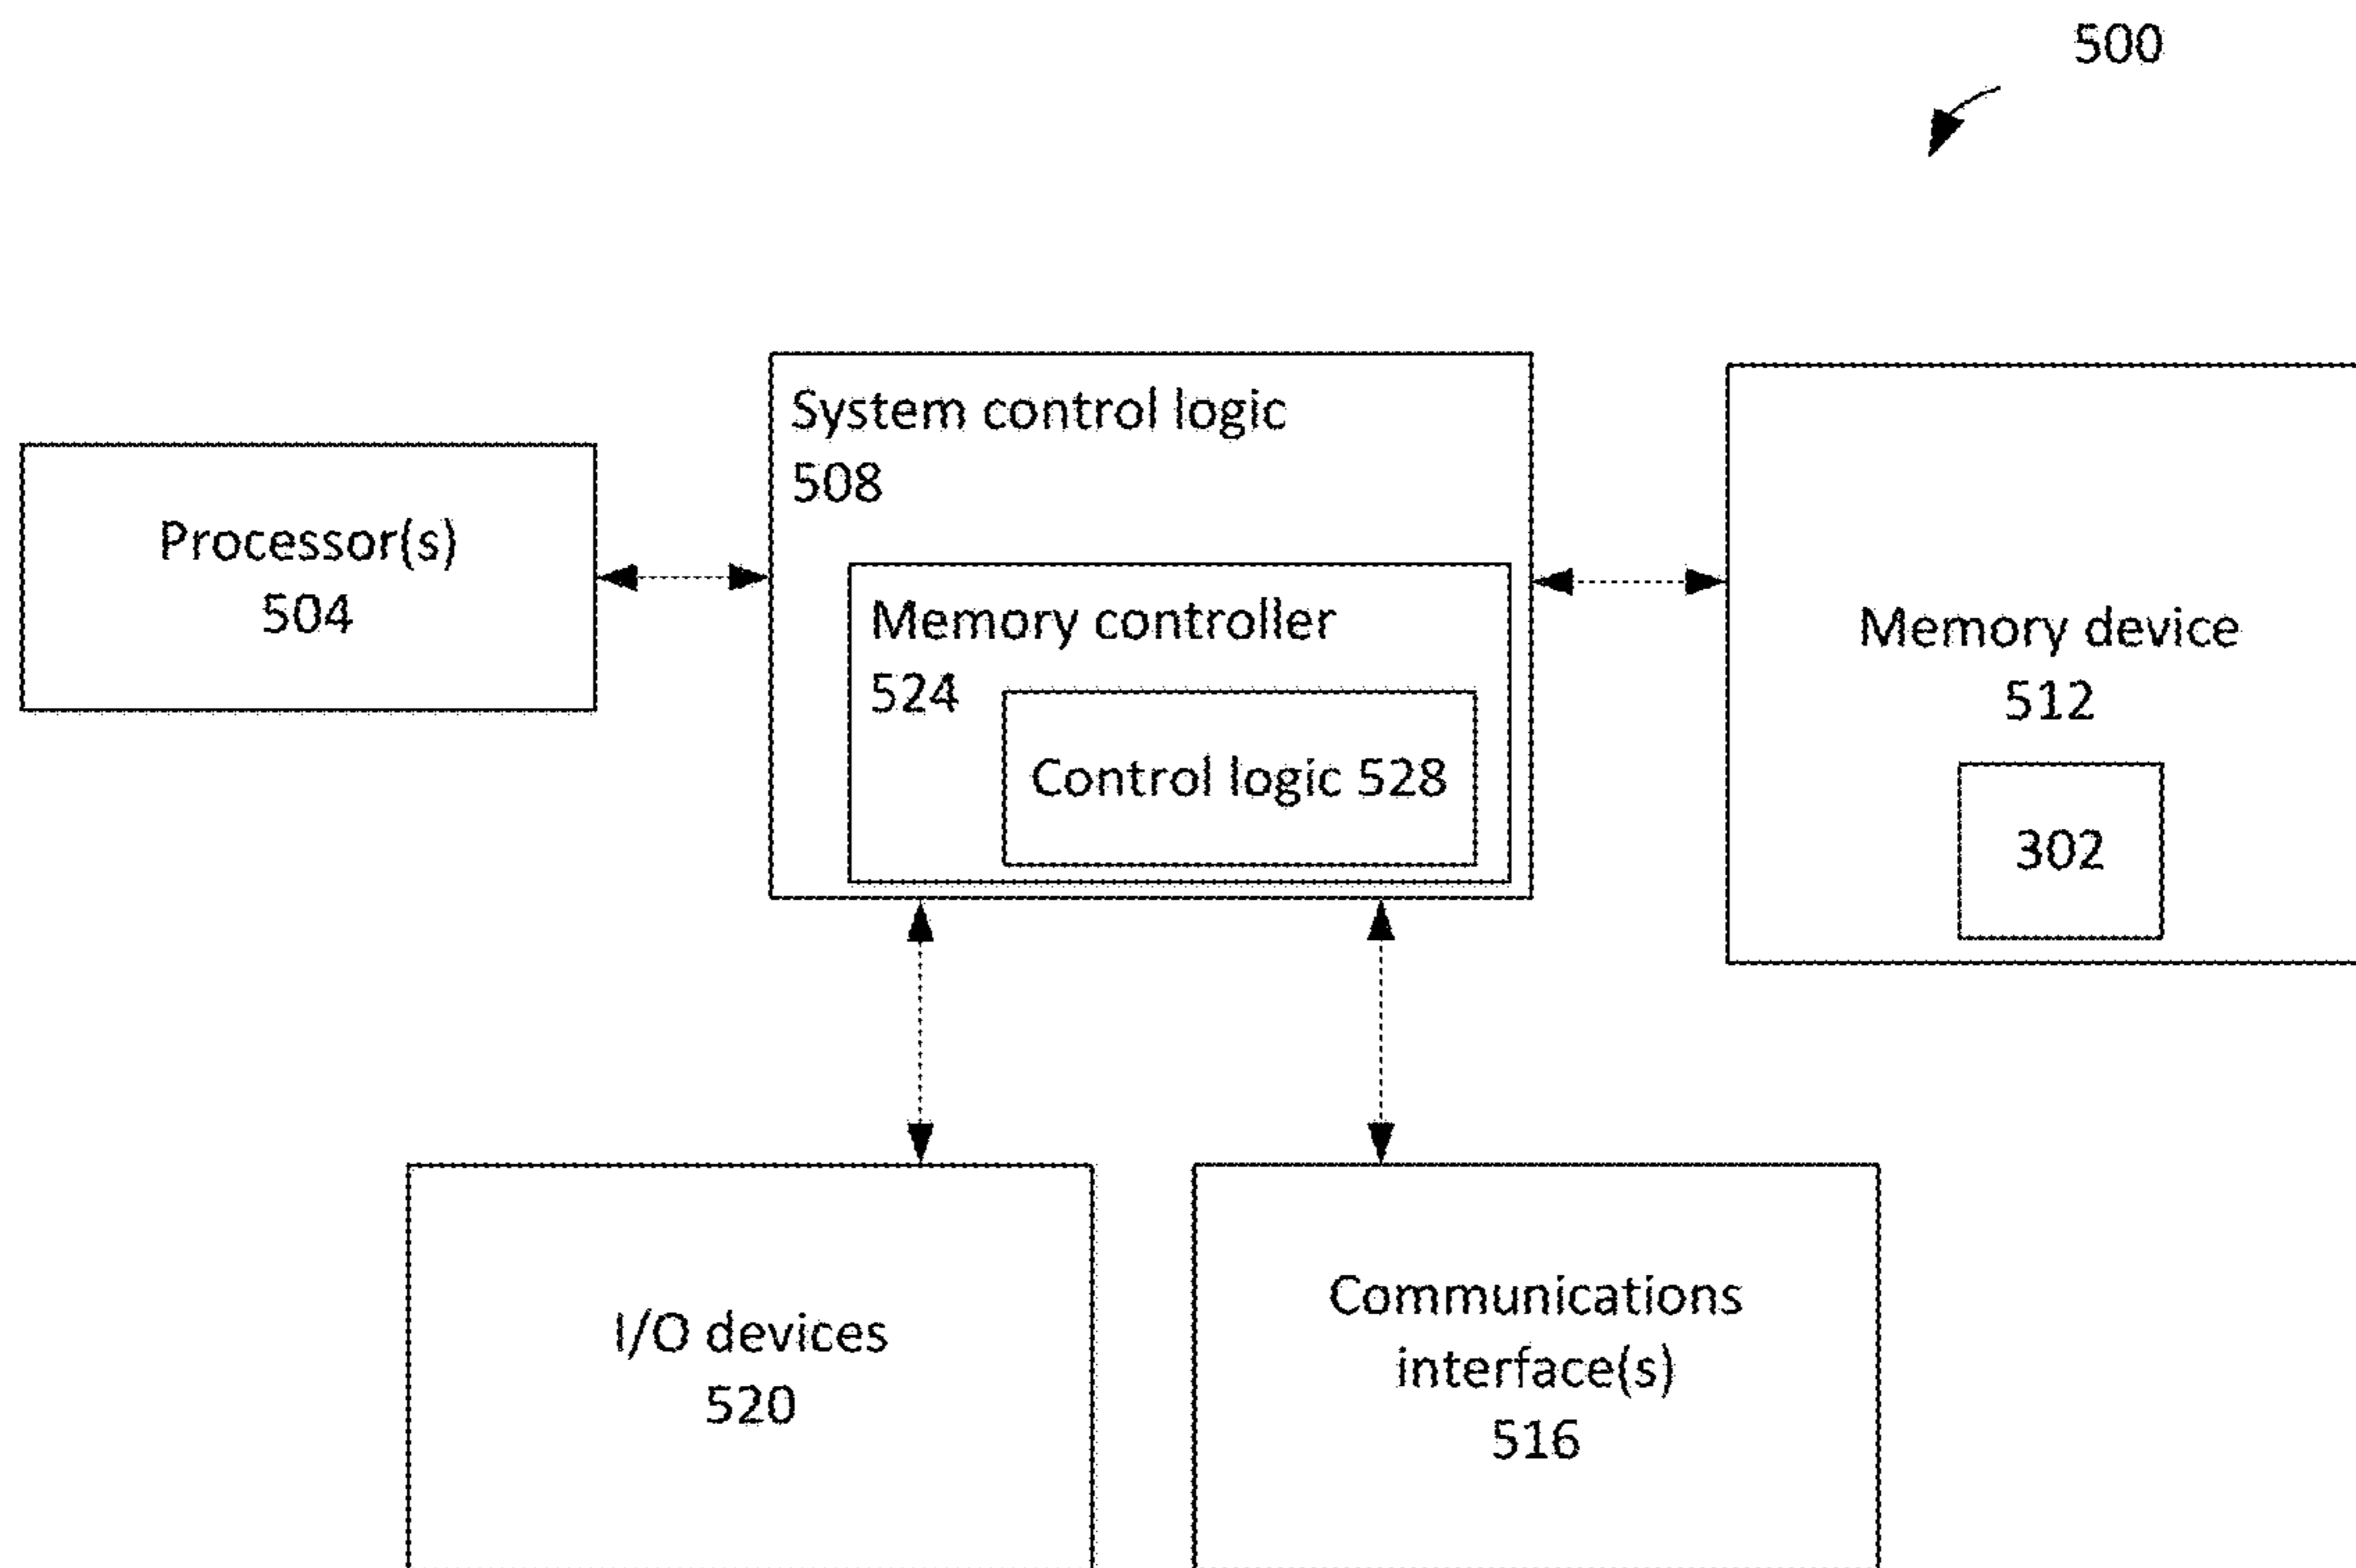 500
System control logic
508
Processor(s)
504
Memory controller
524
Control logic 528
Memory device
512
302
I/O devices
520
Communications
interface(s)
516